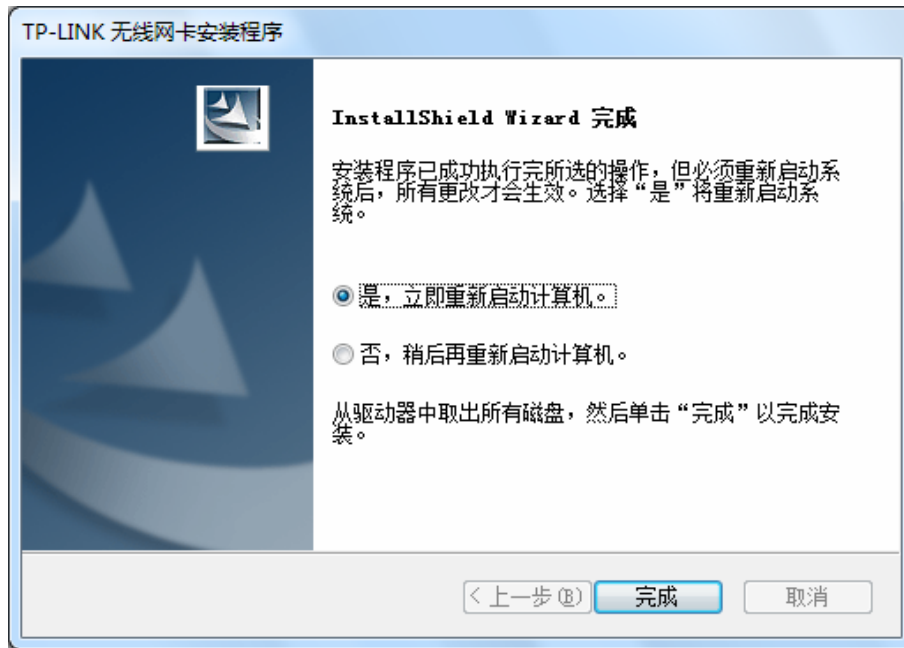 TP-LINK 无线网卡安装程序
InstallShield Wizard 完成
安装程序已成功执行完所选的操作，但必须重新启动系
统后，所有更改才会生效。选择“是”将重新启动系
统。
是，立即重新启动计算机。
否，稍后再重新启动计算机。
从驱动器中取出所有磁盘，然后单击“完成”以完成安
装。
< 上一步(B) 完成 取消